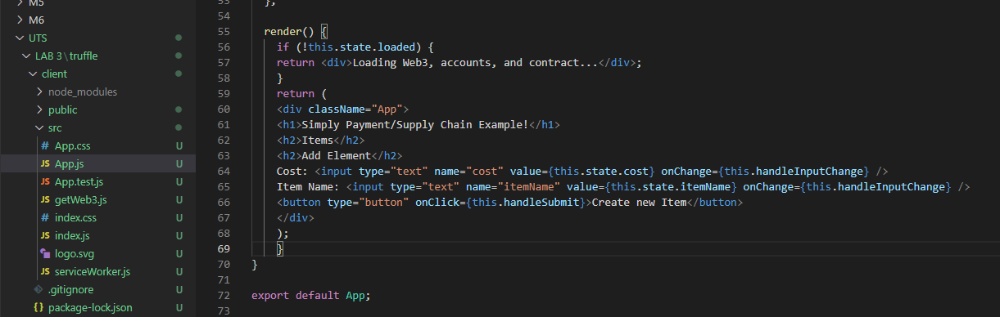 M5
M6
UTS
LAB 3\truffle
client
node_modules
public
src
# App.css U
JS App.js U
JS App.test.js U
JS getWeb3.js U
# index.css U
JS index.js U
logo.svg U
JS serviceWorker.js U
.gitignore U
{} package-lock.json U
53 };
54
55 render() {
56 if (!this.state.loaded) {
57 return <div>Loading Web3, accounts, and contract...</div>;
58 }
59 return (
60 <div className="App">
61 <h1>Simply Payment/Supply Chain Example!</h1>
62 <h2>Items</h2>
63 <h2>Add Element</h2>
64 Cost: <input type="text" name="cost" value={this.state.cost} onChange={this.handleInputChange} />
65 Item Name: <input type="text" name="itemName" value={this.state.itemName} onChange={this.handleInputChange} />
66 <button type="button" onClick={this.handleSubmit}>Create new Item</button>
67 </div>
68 );
69 }
70 }
71
72 export default App;
73